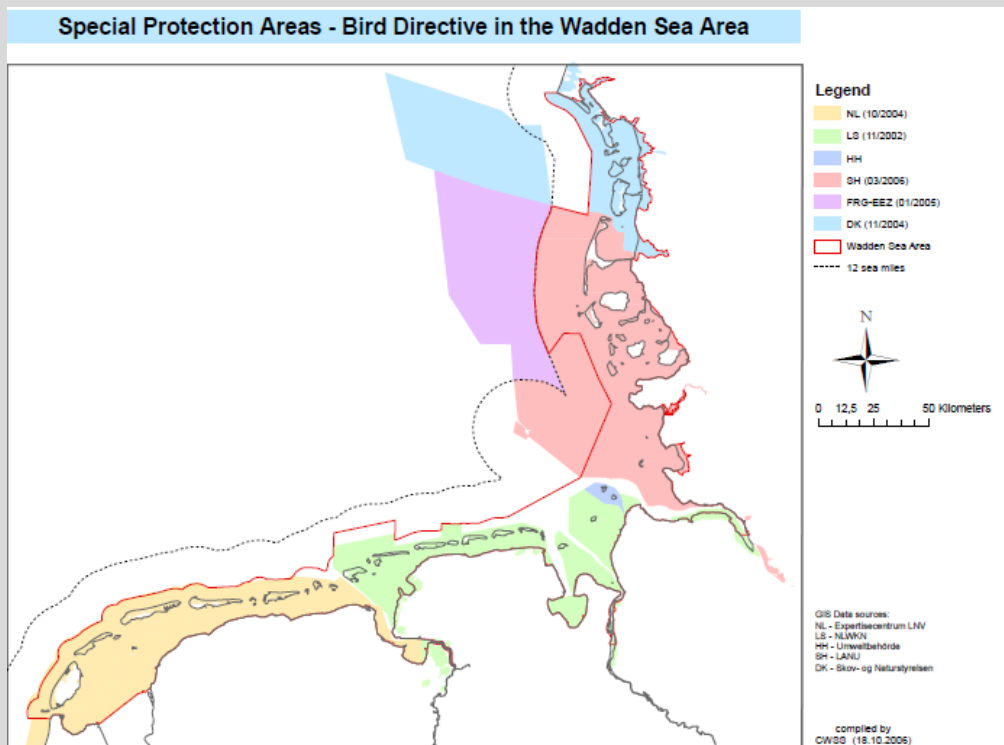 Special Protection Areas - Bird Directive in the Wadden Sea Area
Legend
NL (10/2004)
LS (11/2002)
HH
SH (03/2006)
FRG-EEZ (01/2005)
DK (11/2004)
Wadden Sea Area
12 sea miles
N
0 12,5 25 50 Kilometers
GIS Data sources:
NL - Expertisecentrum LNV
LS - NLWKN
HH - Umweltbehörde
SH - LANU
DK - Skov- og Naturstyrelsen
compiled by
CWSS (18.10.2006)